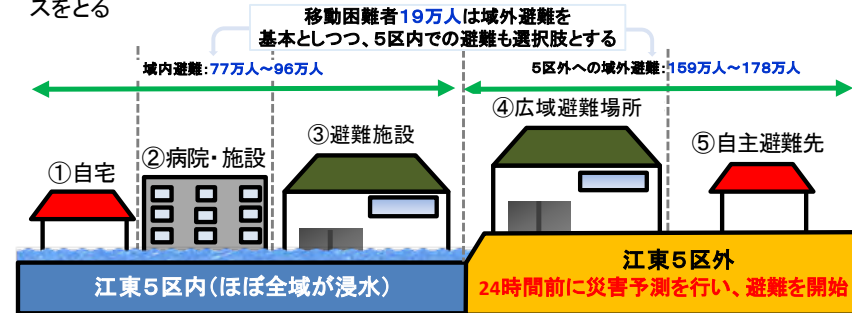 スをとる
移動困難者19万人は域外避難を
基本としつつ、5区内での避難も選択肢とする
域内避難:77万人~96万人
5区外への域外避難:159万人~178万人
①自宅
②病院・施設
③避難施設
④広域避難場所
⑤自主避難先
江東5区内(ほぼ全域が浸水)
江東5区外
24時間前に災害予測を行い、避難を開始